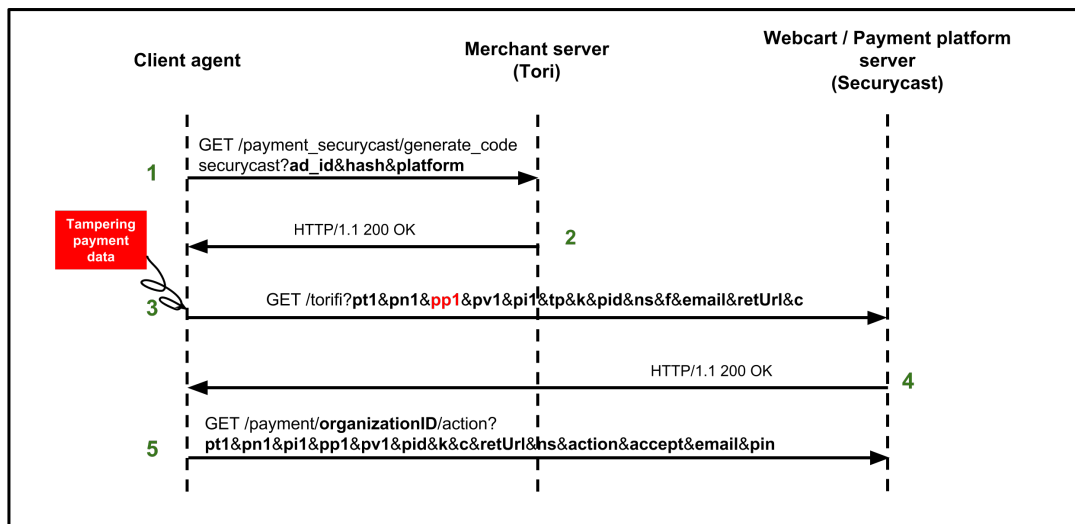 Client agent
Merchant server
(Tori)
Webcart / Payment platform
server
(Securycast)
GET /payment_securycast/generate_code
securycast?ad_id&hash&platform
1
HTTP/1.1 200 OK
2
Tampering
payment
data
GET /torifi?pt1&pn1&pp1&pv1&pi1&tp&k&pid&ns&f&email&retUrl&c
3
HTTP/1.1 200 OK
4
GET /payment/organizationID/action?
pt1&pn1&pi1&pp1&pv1&pid&k&c&retUrl&ns&action&accept&email&pin
5